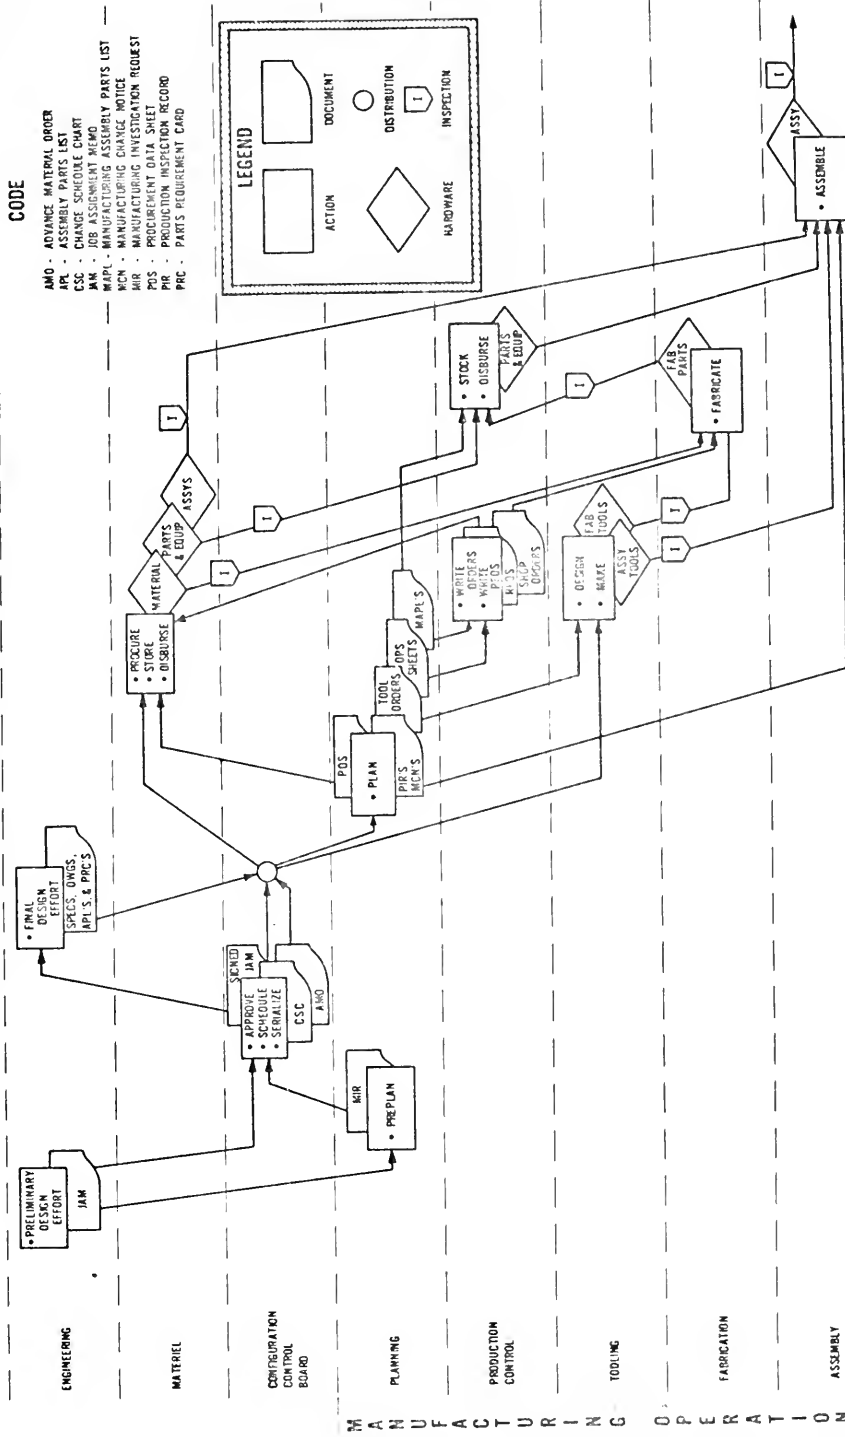 CODE
AMO - ADVANCE MATERIAL ORDER
APL - ASSEMBLY PARTS LIST
CSC - CHANGE SCHEDULE CHART
JAM - JOB ASSIGNMENT MEMO
MAPL - MANUFACTURING ASSEMBLY PARTS LIST
MCN - MANUFACTURING CHANGE NOTICE
MIR - MANUFACTURING INVESTIGATION REQUEST
PDS - PROCUREMENT DATA SHEET
PIR - PRODUCTION INSPECTION RECORD
PRC - PARTS REQUIREMENT CARD
LEGEND
ACTION
DOCUMENT
HARDWARE
DISTRIBUTION
I
INSPECTION
MANUFACTURING OPERATION
ENGINEERING
• PRELIMINARY
DESIGN
EFFORT
JAM
• FINAL
DESIGN
EFFORT
SPECS, DWGS,
APL'S, & PRC'S
MATERIEL
• PROCURE
• STORE
• DISBURSE
MATERIAL
PARTS
& EQUIP
ASSYS
I
I
I
CONFIGURATION
CONTROL
BOARD
• APPROVE
• SCHEDULE
• SERIALIZE
SIGNED
JAM
CSC
AMO
PLANNING
• PREPLAN
MIR
• PLAN
PDS
PIR'S
MCN'S
TOOL
ORDERS
OPS
SHEETS
MAPL'S
PRODUCTION
CONTROL
• WRITE
ORDERS
• WRITE
SHOP
ORDERS
• STOCK
• DISBURSE
PARTS
& EQUIP
TOOLING
• DESIGN
• MAKE
FAB
TOOLS
ASSY
TOOLS
I
FABRICATION
I
I
• FABRICATE
FAB
PARTS
ASSEMBLY
• ASSEMBLE
ASSY
I